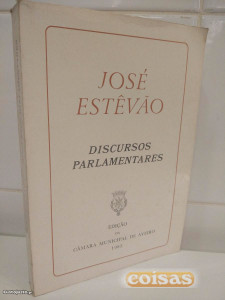 JOSÉ
ESTÊVÃO
DISCURSOS
PARLAMENTARES
EDIÇÃO
DA
CÂMARA MUNICIPAL DE AVEIRO
coisas